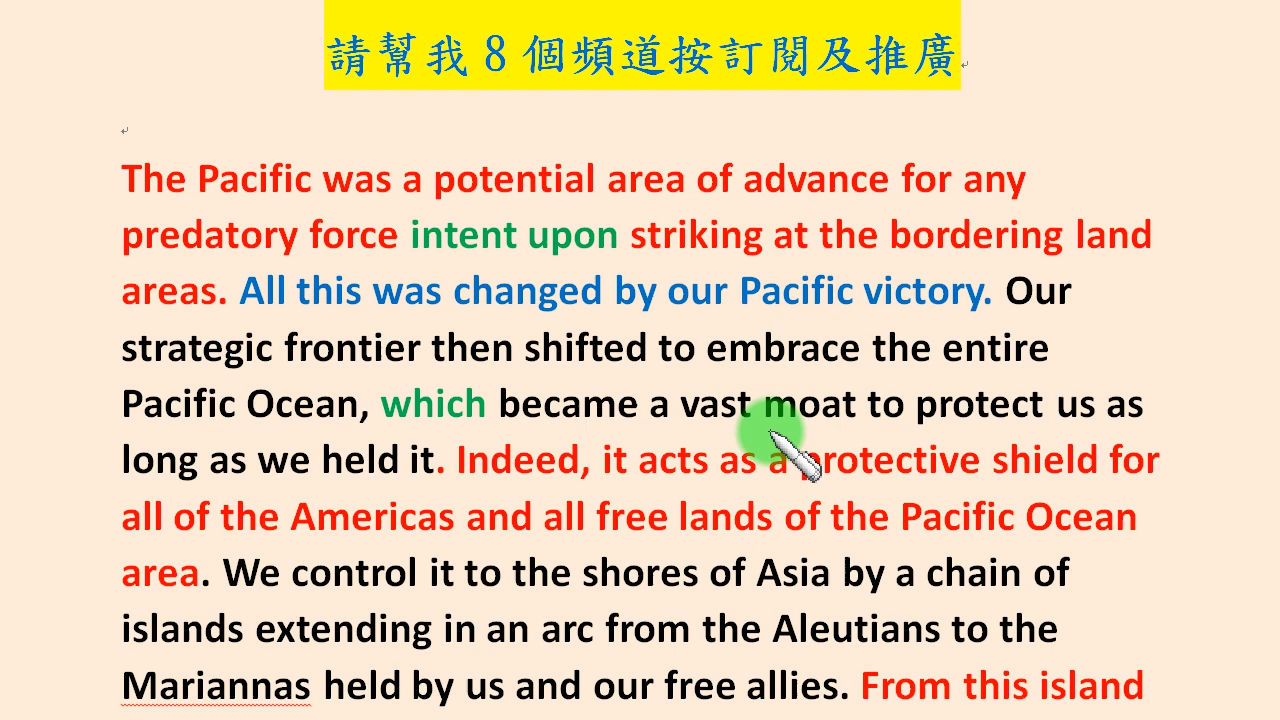 請幫我 8 個頻道按訂閱及推廣
The Pacific was a potential area of advance for any
predatory force intent upon striking at the bordering land
areas. All this was changed by our Pacific victory. Our
strategic frontier then shifted to embrace the entire
Pacific Ocean, which became a vast moat to protect us as
long as we held it. Indeed, it acts as a protective shield for
all of the Americas and all free lands of the Pacific Ocean
area. We control it to the shores of Asia by a chain of
islands extending in an arc from the Aleutians to the
Mariannas held by us and our free allies. From this island